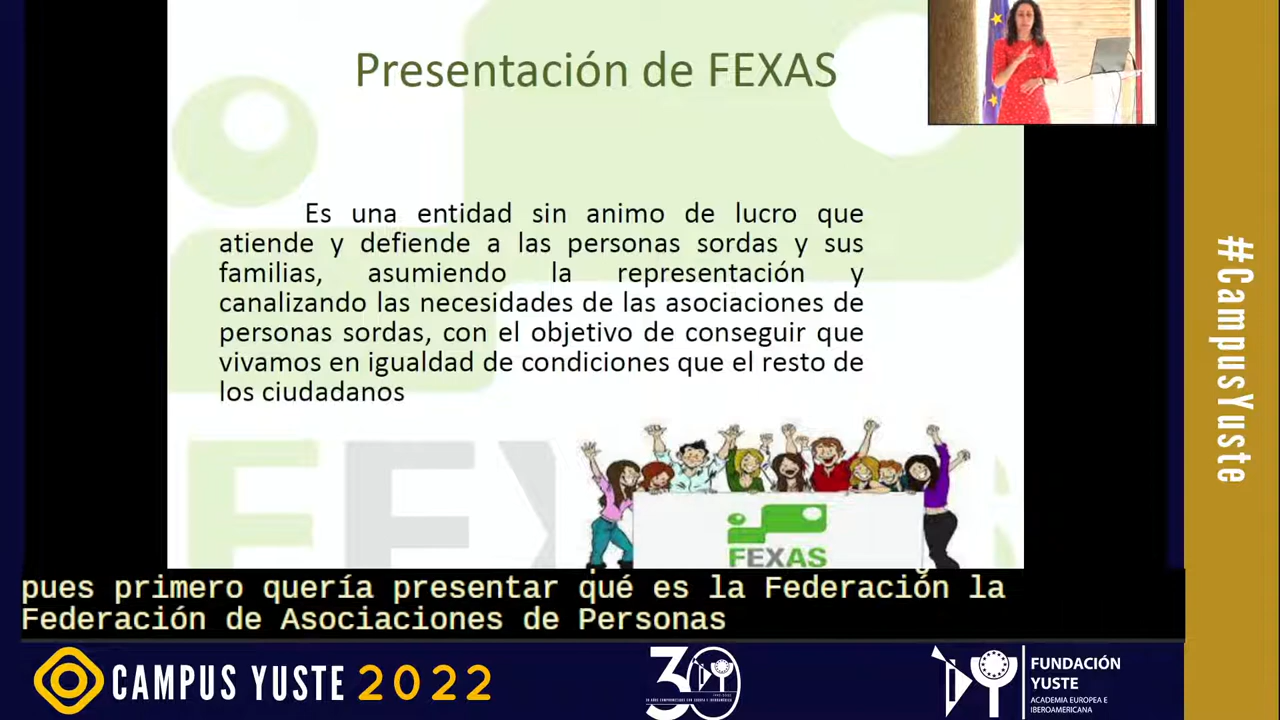 Presentación de FEXAS
Es una entidad sin animo de lucro que
atiende y defiende a las personas sordas y sus
familias, asumiendo la representación y
canalizando las necesidades de las asociaciones de
personas sordas, con el objetivo de conseguir que
vivamos en igualdad de condiciones que el resto de
los ciudadanos
FEX S
FEXAS
pues primero quería presentar qué es la Federación la
Federación de Asociaciones de Personas
CAMPUS YUSTE 2022
30
FUNDACIÓN
YUSTE
ACADEMIA EUROPEA E
IBEROAMERICANA
#CampusYuste